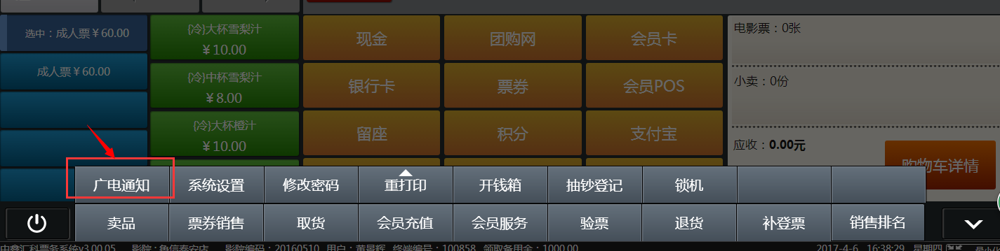 选中：成人票￥60.00
成人票￥60.00
{冷}大杯雪梨汁
￥10.00
{冷}中杯雪梨汁
￥8.00
{冷}大杯橙汁
￥10.00
现金 团购网 会员卡
银行卡 票券 会员POS
留座 积分 支付宝
电影票：0张
小卖：0份
应收：0.00元
购物车详情
广电通知 系统设置 修改密码 重打印 开钱箱 抽钞登记 锁机
卖品 票券销售 取货 会员充值 会员服务 验票 退货 补登票 销售排名
中鑫汇科票务系统v3.00.05 影院：鲁信泰安店 影院编码：20160510 用户：黄景辉 终端编号：100858 领取备用金：1000.00 2017-4-6 16:38:29 星期四